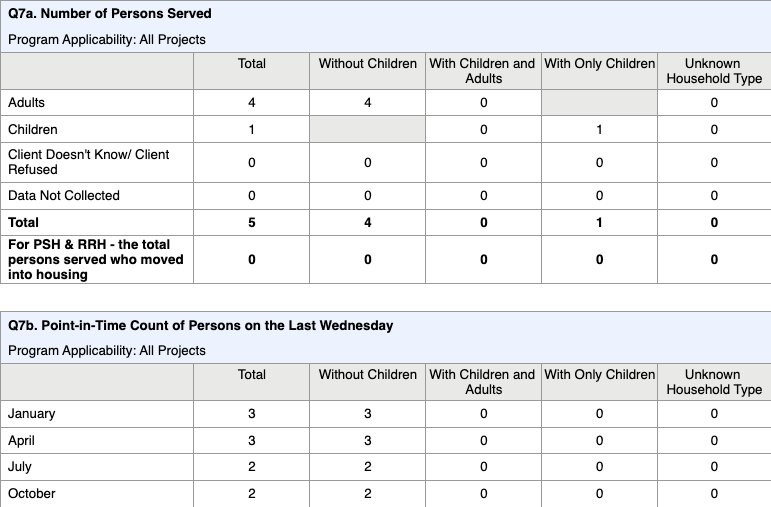 Q7a. Number of Persons Served
Program Applicability: All Projects
Total Without Children With Children and Adults With Only Children Unknown Household Type
Adults 4 4 0 0
Children 1 0 1 0
Client Doesn't Know/ Client Refused 0 0 0 0 0
Data Not Collected 0 0 0 0 0
Total 5 4 0 1 0
For PSH & RRH - the total persons served who moved into housing 0 0 0 0 0
Q7b. Point-in-Time Count of Persons on the Last Wednesday
Program Applicability: All Projects
Total Without Children With Children and Adults With Only Children Unknown Household Type
January 3 3 0 0 0
April 3 3 0 0 0
July 2 2 0 0 0
October 2 2 0 0 0